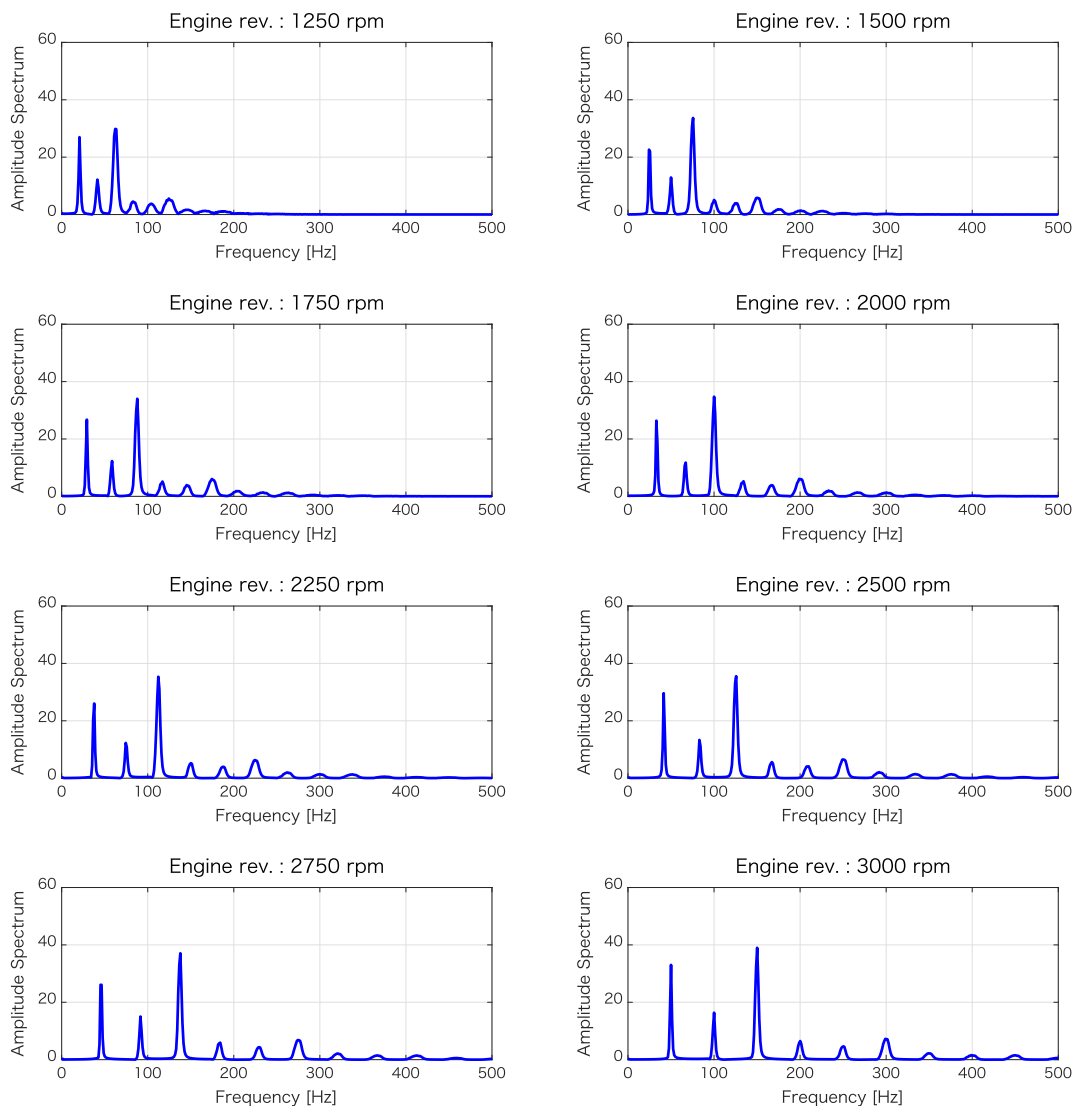 Engine rev. : 1250 rpm
Amplitude Spectrum
60
40
20
0
0 100 200 300 400 500
Frequency [Hz]
Engine rev. : 1500 rpm
Amplitude Spectrum
60
40
20
0
0 100 200 300 400 500
Frequency [Hz]
Engine rev. : 1750 rpm
Amplitude Spectrum
60
40
20
0
0 100 200 300 400 500
Frequency [Hz]
Engine rev. : 2000 rpm
Amplitude Spectrum
60
40
20
0
0 100 200 300 400 500
Frequency [Hz]
Engine rev. : 2250 rpm
Amplitude Spectrum
60
40
20
0
0 100 200 300 400 500
Frequency [Hz]
Engine rev. : 2500 rpm
Amplitude Spectrum
60
40
20
0
0 100 200 300 400 500
Frequency [Hz]
Engine rev. : 2750 rpm
Amplitude Spectrum
60
40
20
0
0 100 200 300 400 500
Frequency [Hz]
Engine rev. : 3000 rpm
Amplitude Spectrum
60
40
20
0
0 100 200 300 400 500
Frequency [Hz]